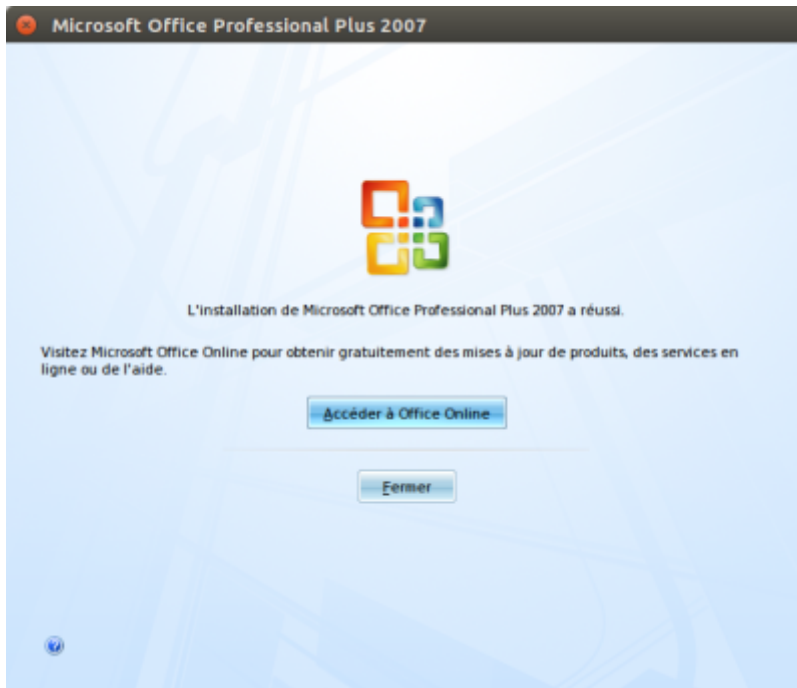 Microsoft Office Professional Plus 2007
L'installation de Microsoft Office Professional Plus 2007 a réussi.
Visitez Microsoft Office Online pour obtenir gratuitement des mises à jour de produits, des services en
ligne ou de l'aide.
Accéder à Office Online
Fermer